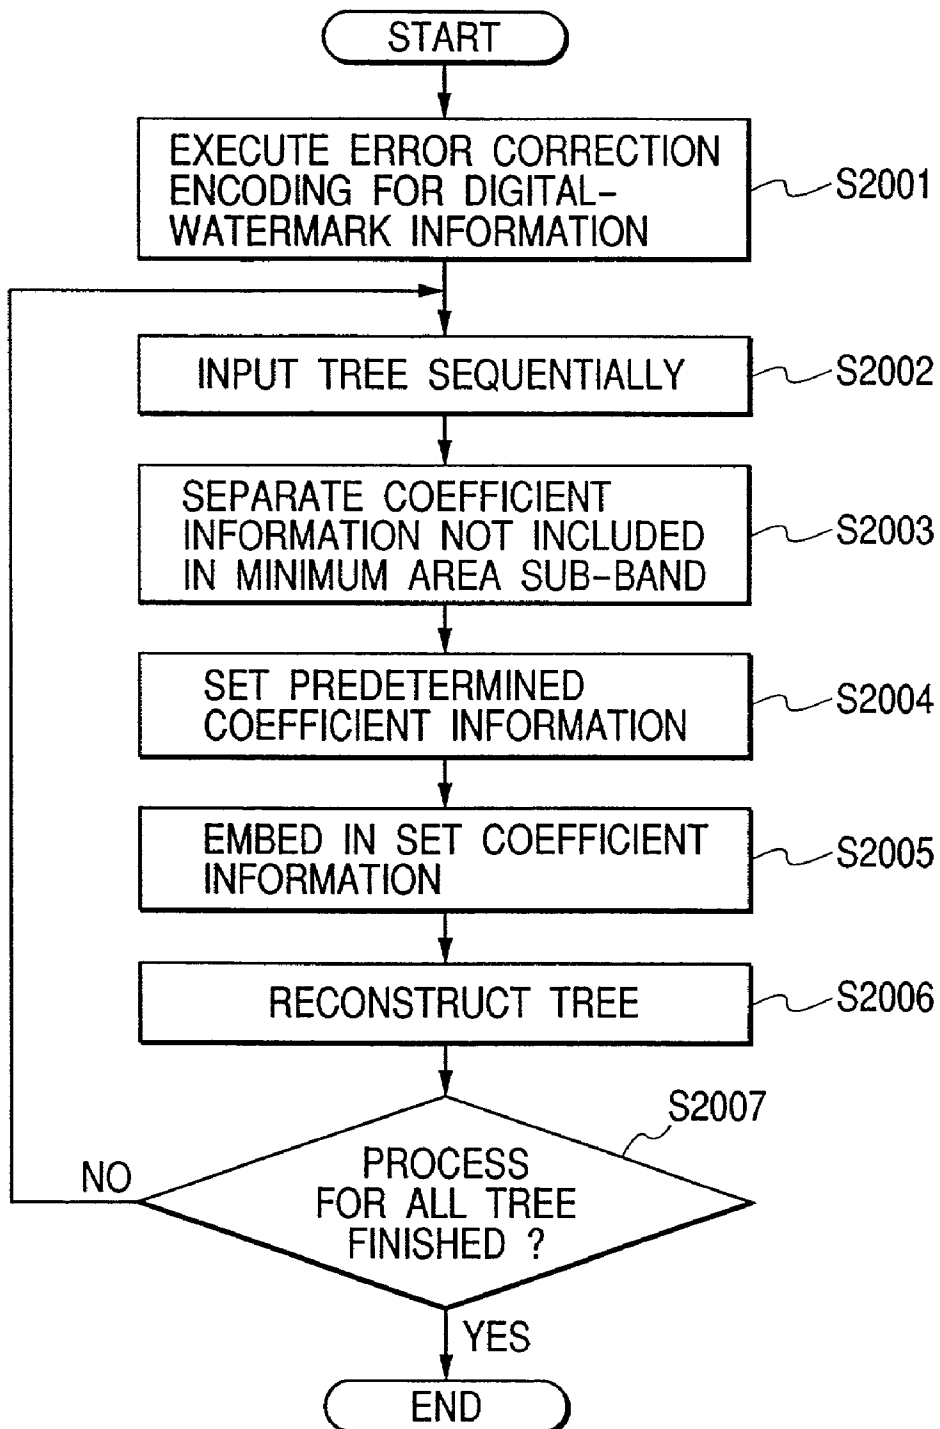 START
EXECUTE ERROR CORRECTION
ENCODING FOR DIGITAL-
WATERMARK INFORMATION
S2001
INPUT TREE SEQUENTIALLY
S2002
SEPARATE COEFFICIENT
INFORMATION NOT INCLUDED
IN MINIMUM AREA SUB-BAND
S2003
SET PREDETERMINED
COEFFICIENT INFORMATION
S2004
EMBED IN SET COEFFICIENT
INFORMATION
S2005
RECONSTRUCT TREE
S2006
S2007
PROCESS
FOR ALL TREE
FINISHED ?
NO
YES
END